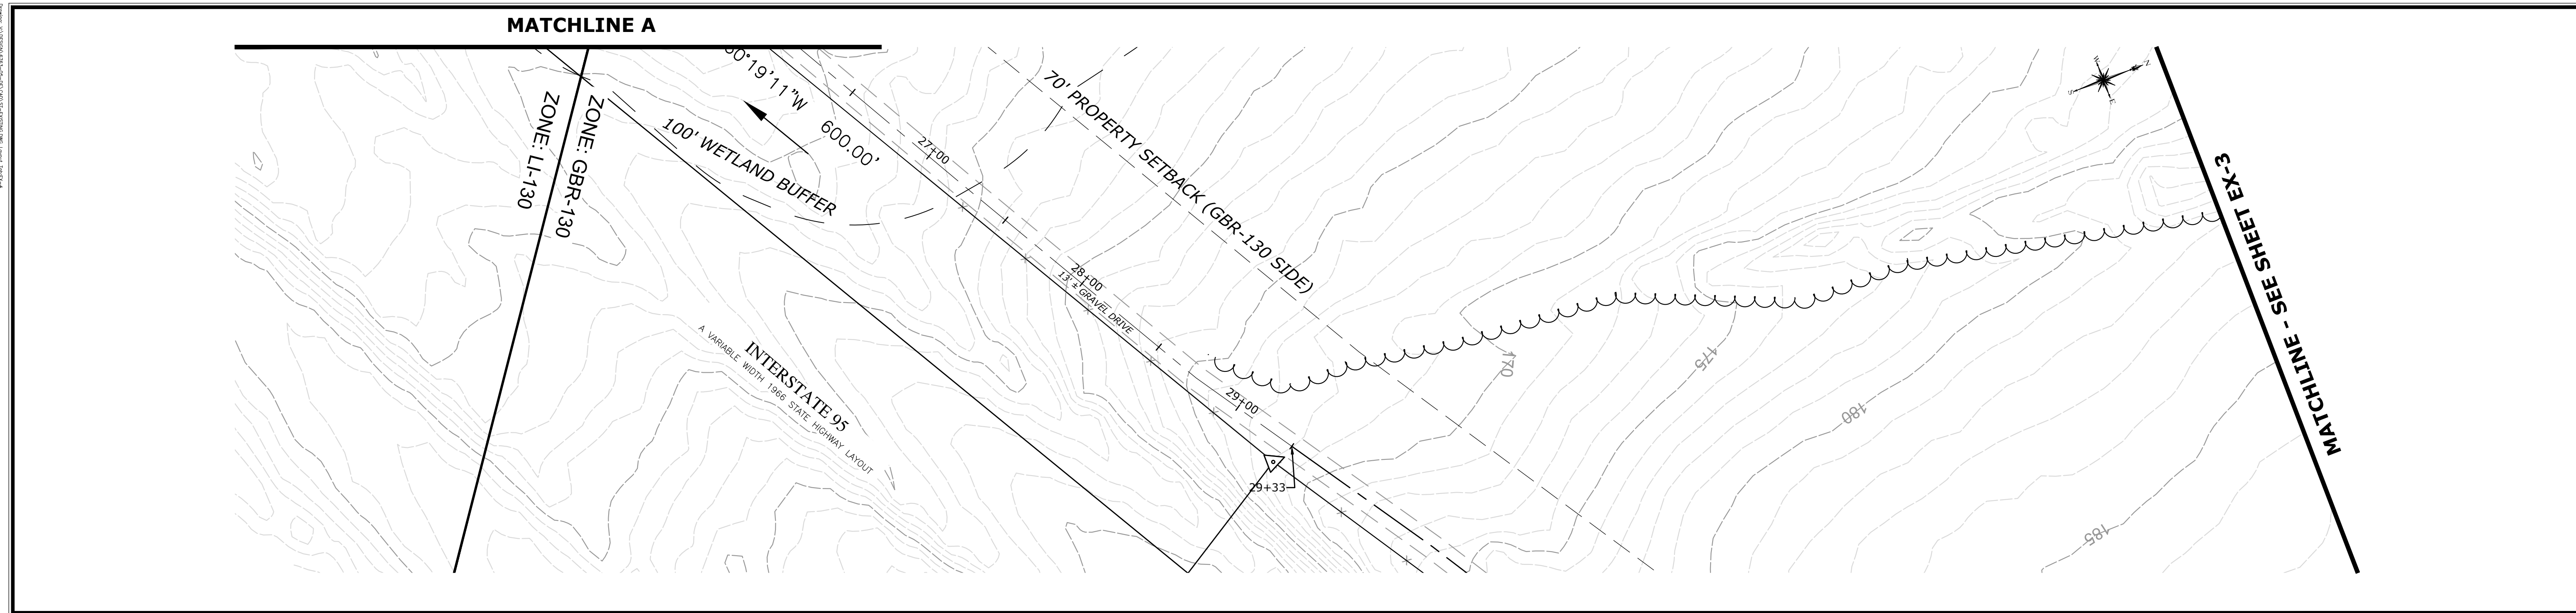 MATCHLINE A
0°19'11"W
600.00'
ZONE: LI-130
ZONE: GBR-130
100' WETLAND BUFFER
27+00
70' PROPERTY SETBACK (GBR-130 SIDE)
W
N
S
E
MATCHLINE - SEE SHEET EX-3
28+00
13' ± GRAVEL DRIVE
INTERSTATE 95
A VARIABLE WIDTH 1966 STATE HIGHWAY LAYOUT
29+00
29+33
170
175
180
185